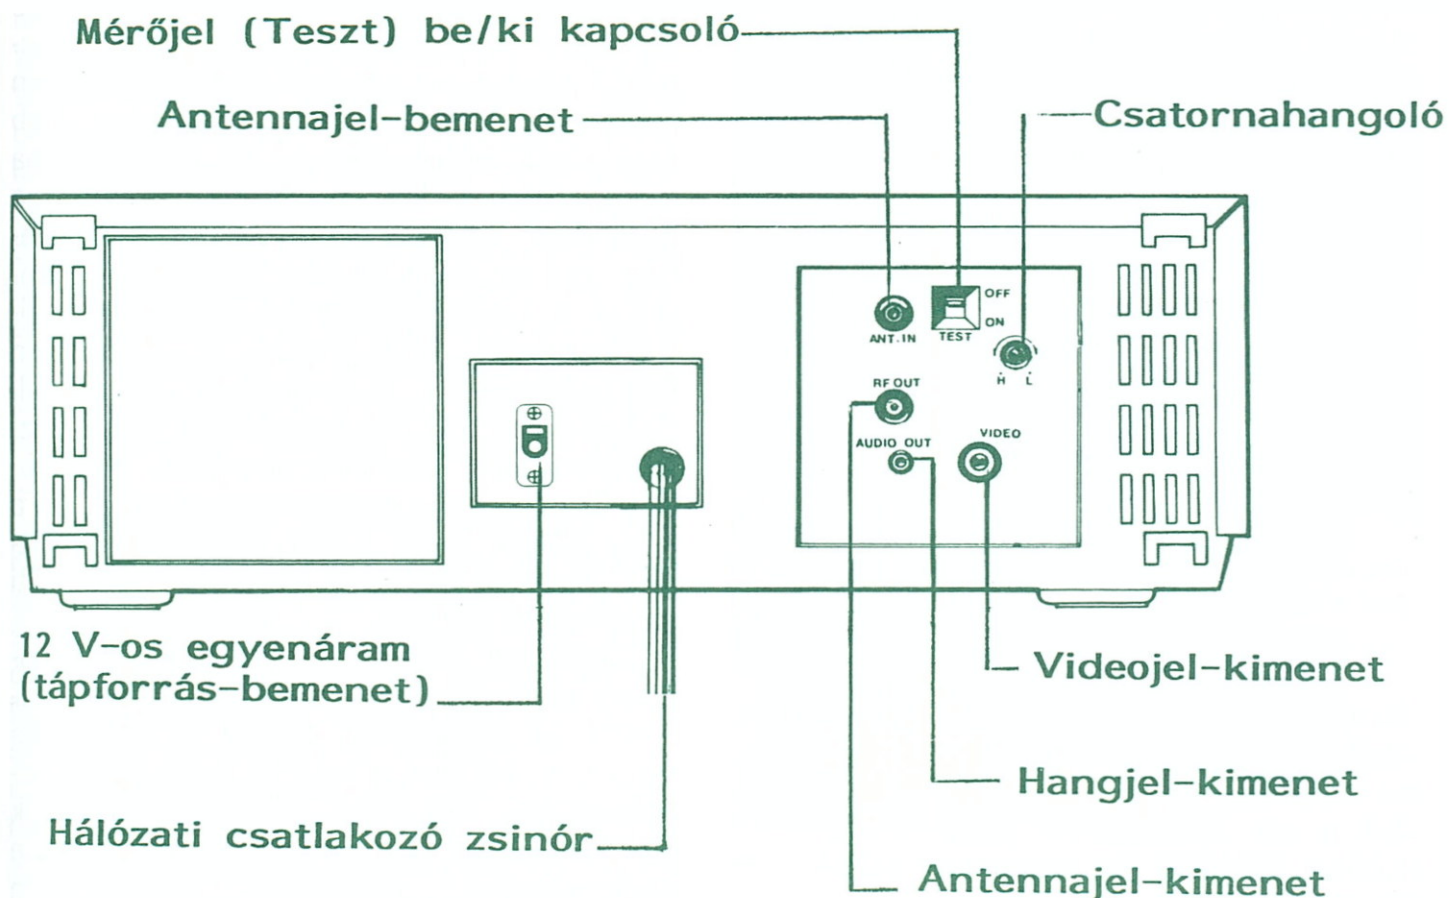 Mérőjel (Teszt) be/ki kapcsoló
Antennajel-bemenet
Csatornahangoló
OFF
ON
ANT. IN
TEST
H L
RF OUT
AUDIO OUT
VIDEO
12 V-os egyenáram
(tápforrás-bemenet)
Videojel-kimenet
Hangjel-kimenet
Hálózati csatlakozó zsinór
Antennajel-kimenet